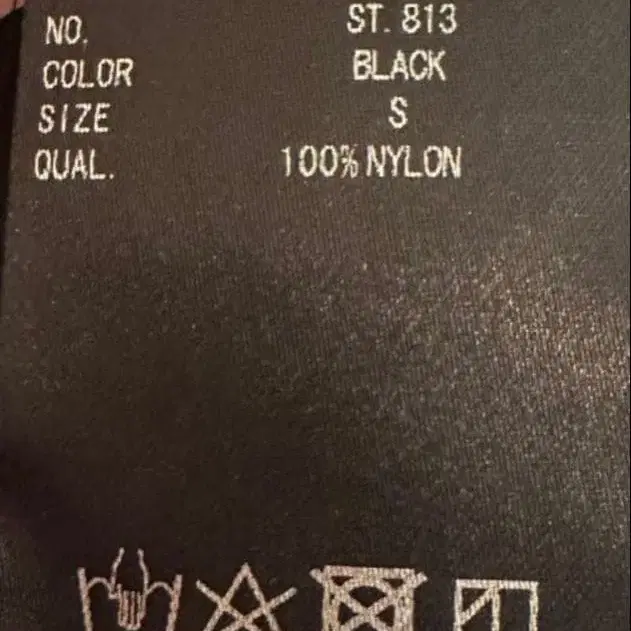 NO. ST. 813
COLOR BLACK
SIZE S
QUAL. 100% NYLON